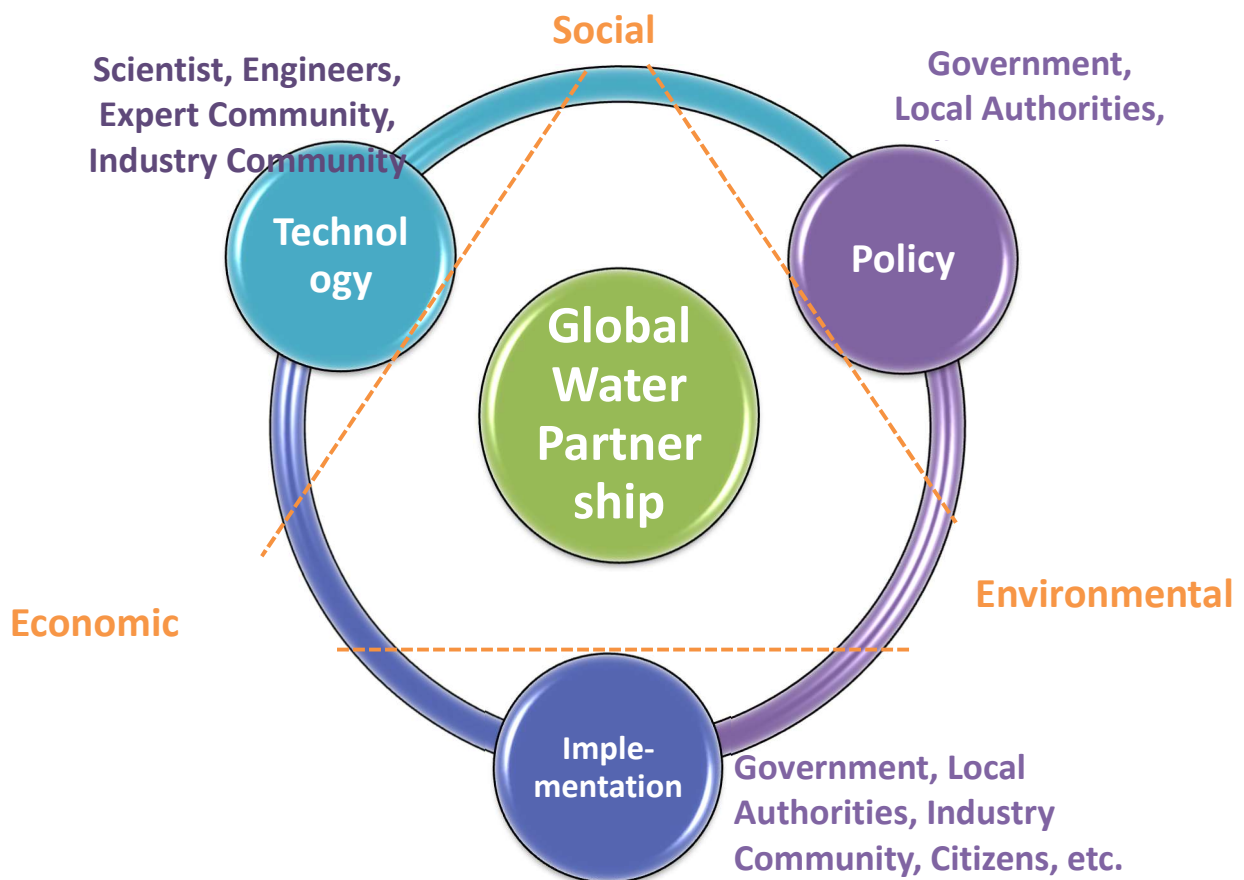 Social
Scientist, Engineers,
Expert Community,
Industry Community
Government,
Local Authorities,
Technol
ogy
Policy
Global
Water
Partner
ship
Economic
Environmental
Imple-
mentation
Government, Local
Authorities, Industry
Community, Citizens, etc.